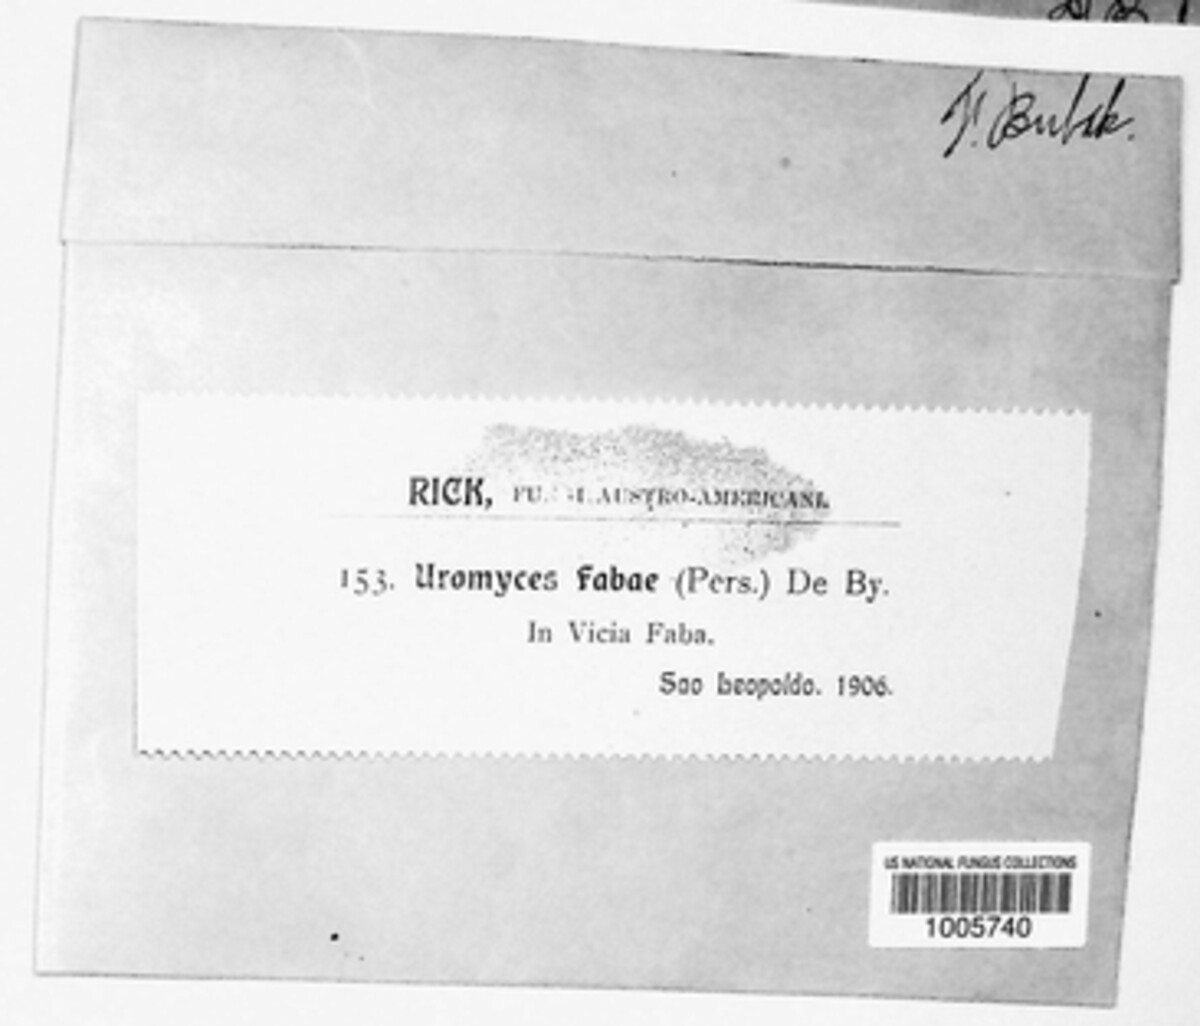 F. Bubák.
RICK, FUNGI AUSTRO-AMERICANI.
153. Uromyces Fabae (Pers.) De By.
In Vicia Faba.
Sao Leopoldo. 1906.
US NATIONAL FUNGUS COLLECTIONS
1005740